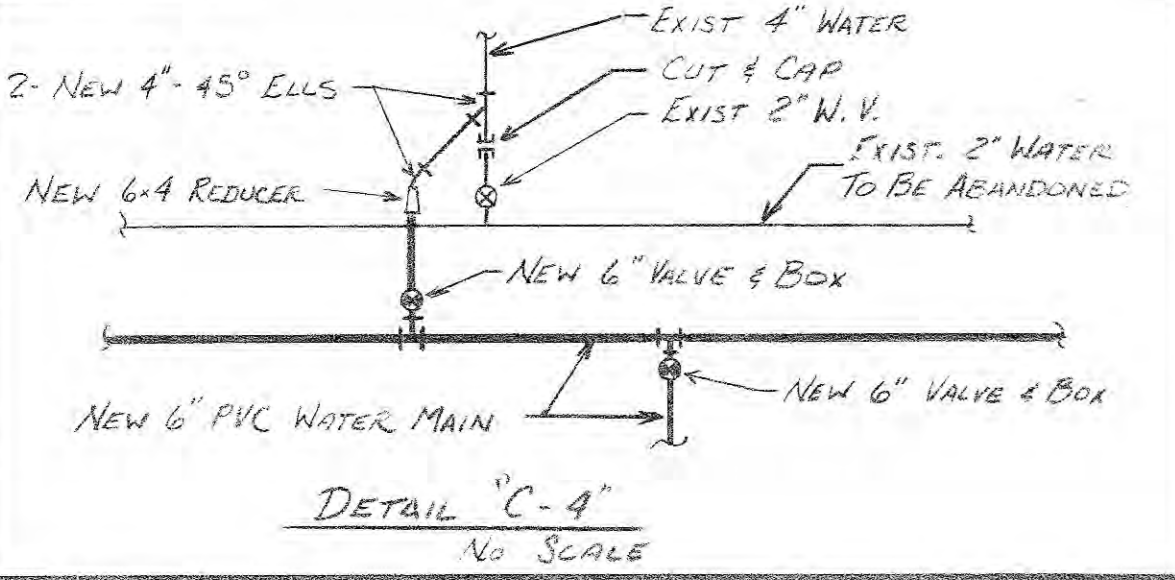 EXIST 4" WATER
2- NEW 4" - 45° ELLS
CUT & CAP
EXIST 2" W.V.
EXIST. 2" WATER
TO BE ABANDONED
NEW 6x4 REDUCER
NEW 6" VALVE & BOX
NEW 6" VALVE & BOX
NEW 6" PVC WATER MAIN
DETAIL "C-4"
NO SCALE